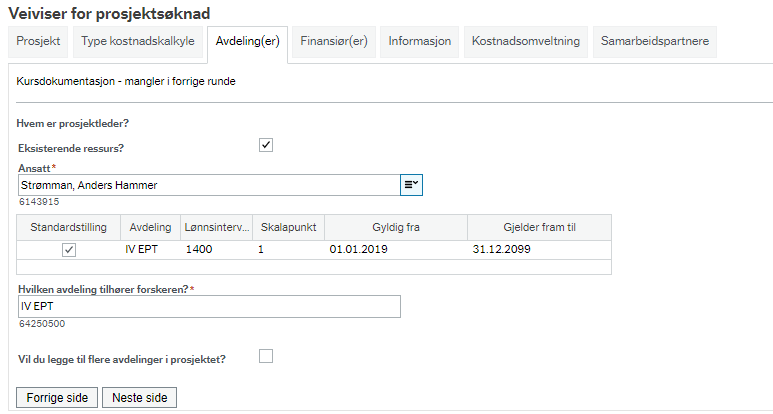 Veiviser for prosjektsøknad
Prosjekt Type kostnadskalkyle Avdeling(er) Finansiør(er) Informasjon Kostnadsomveltning Samarbeidspartnere
Kursdokumentasjon - mangler i forrige runde
Hvem er prosjektleder?
Eksisterende ressurs?
Ansatt*
Strømman, Anders Hammer
6143915
Standardstilling Avdeling Lønnsinterv... Skalapunkt Gyldig fra Gjelder fram til
IV EPT 1400 1 01.01.2019 31.12.2099
Hvilken avdeling tilhører forskeren?*
IV EPT
64250500
Vil du legge til flere avdelinger i prosjektet?
Forrige side Neste side